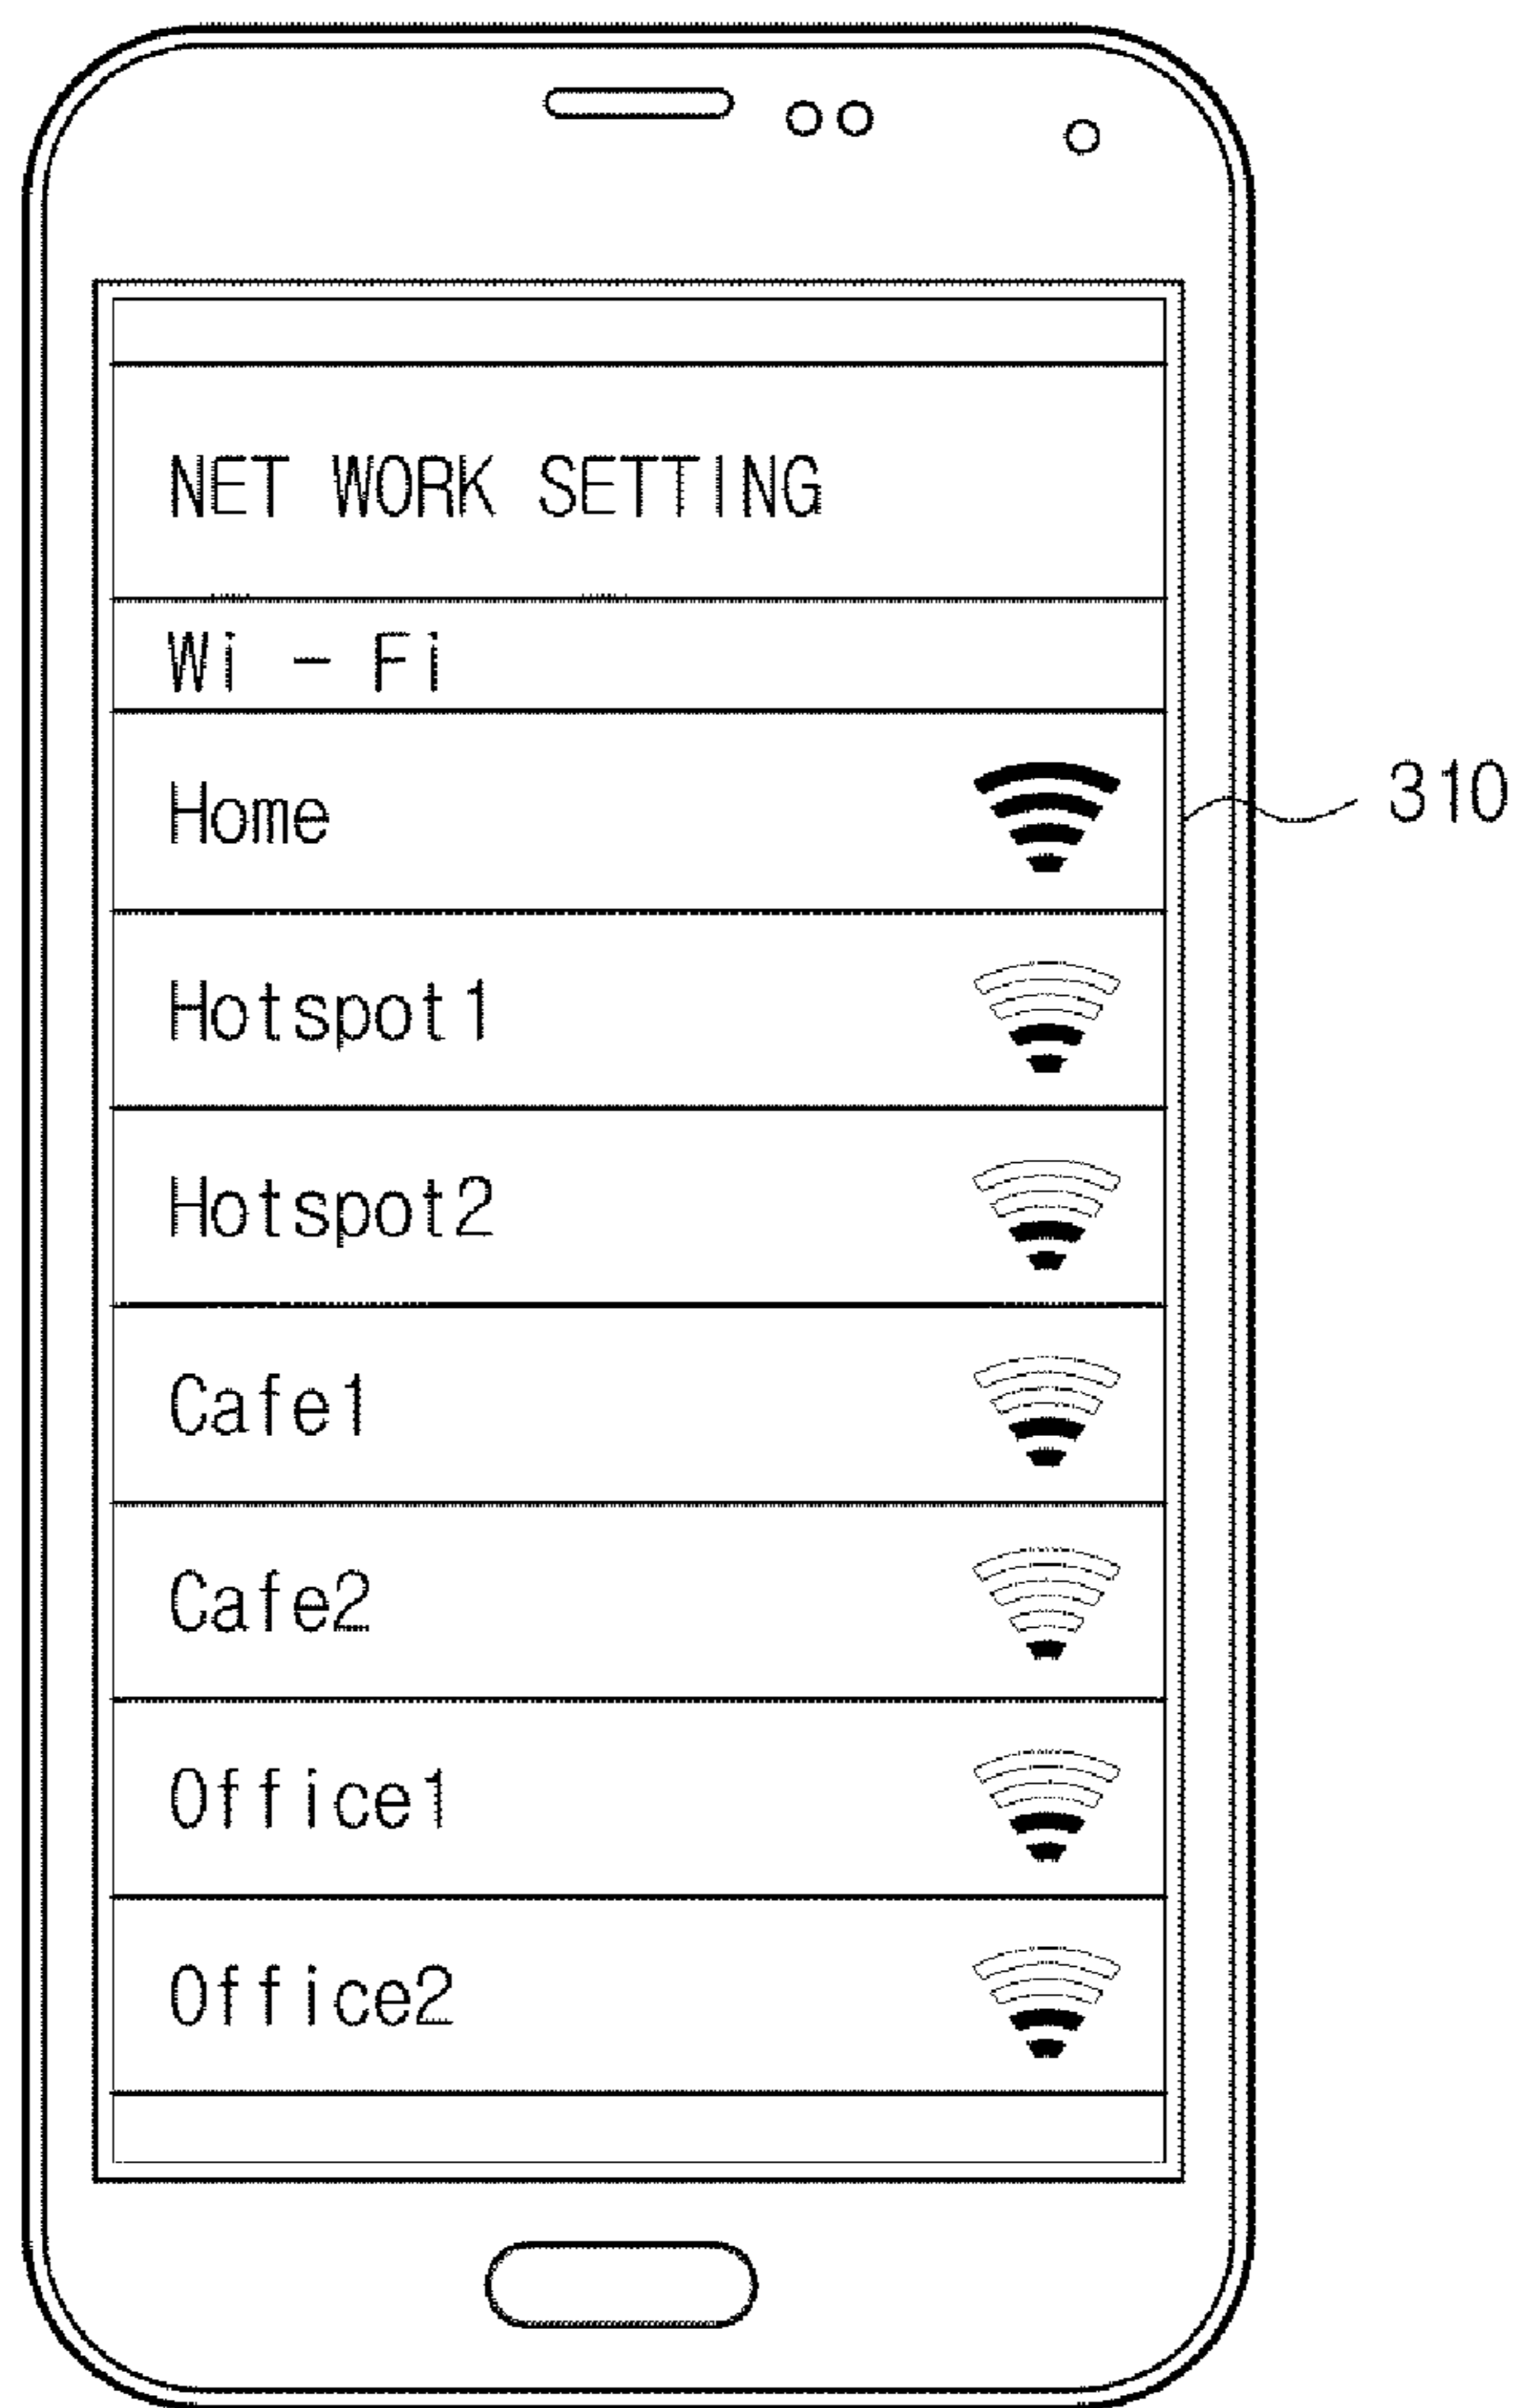 NET WORK SETTING
Wi - Fi
Home
310
Hotspot1
Hotspot2
Cafe1
Cafe2
Office1
Office2